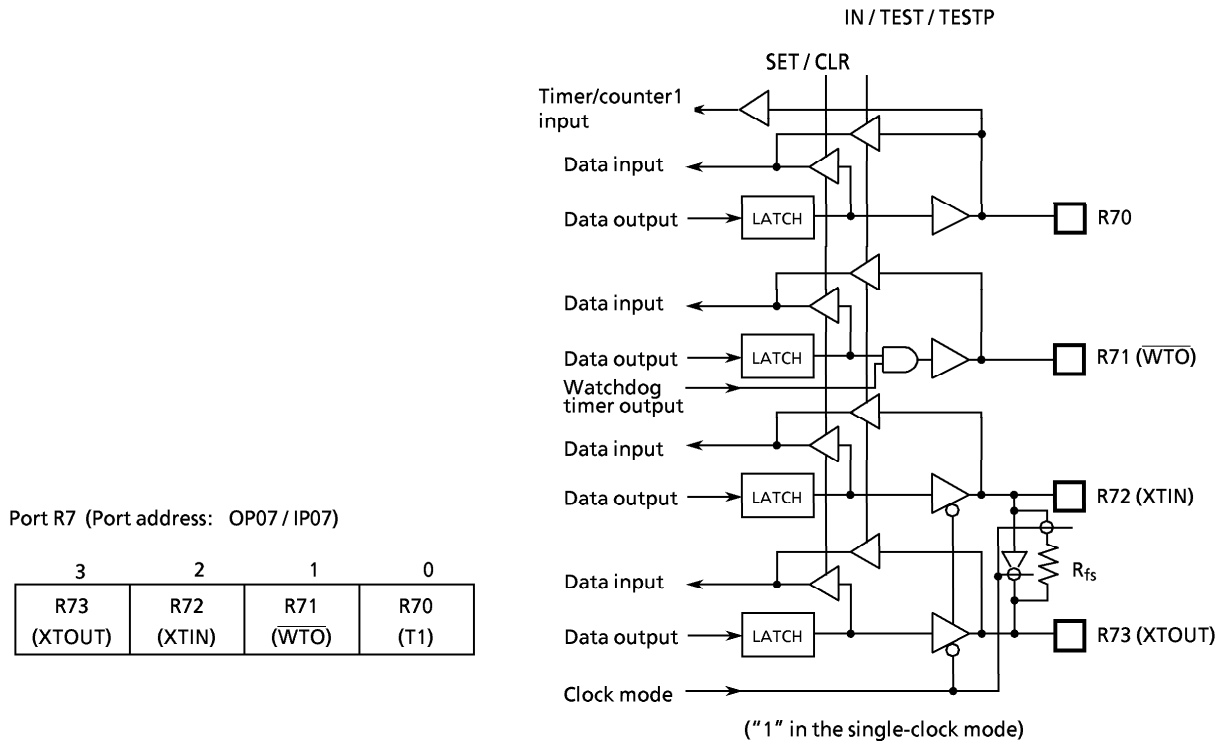 IN / TEST / TESTP
SET / CLR
Timer/counter1
input
Data input
Data output
LATCH
R70
Data input
Data output
LATCH
R71 (W̅T̅O̅)
Watchdog
timer output
Data input
Data output
LATCH
R72 (XTIN)
Rfs
Data input
Data output
LATCH
R73 (XTOUT)
Clock mode
("1" in the single-clock mode)
Port R7 (Port address: OP07 / IP07)
3 2 1 0
R73 R72 R71 R70
(XTOUT) (XTIN) (W̅T̅O̅) (T1)